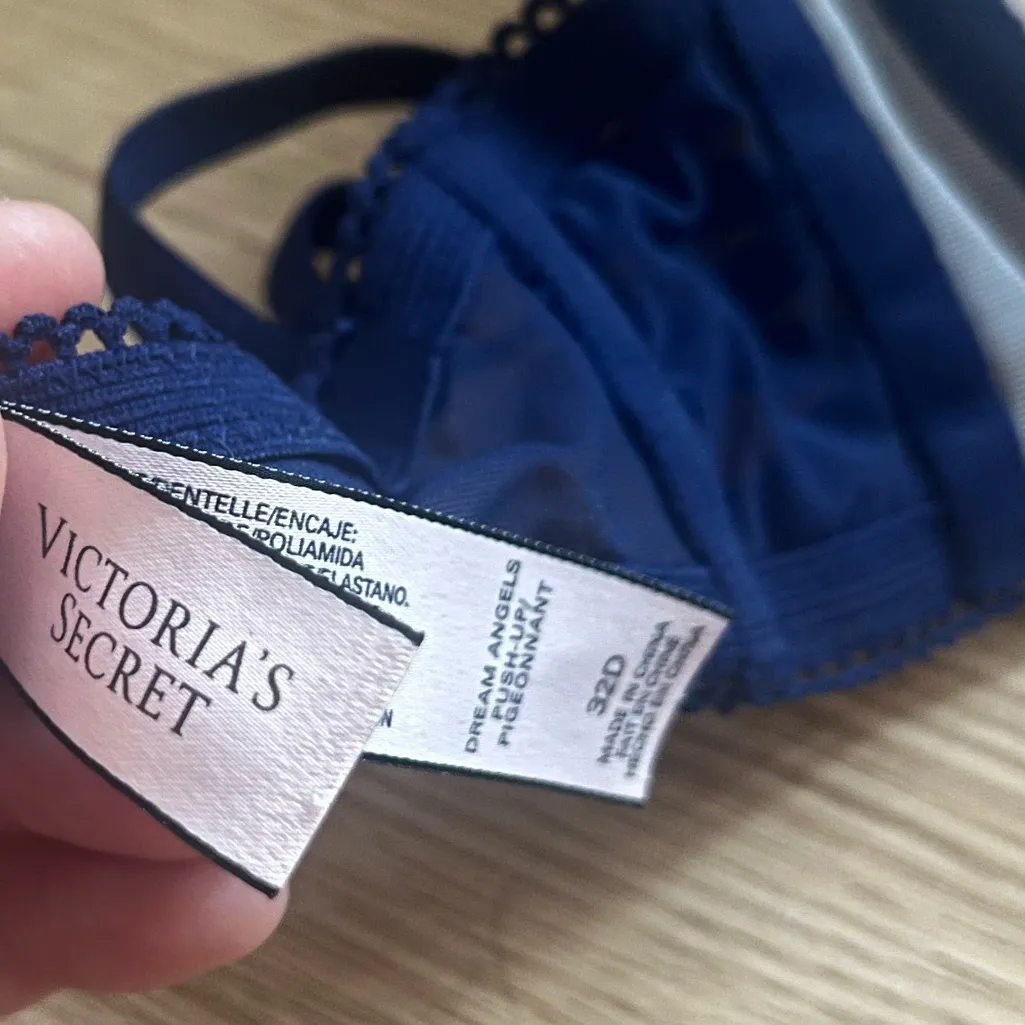 VICTORIA'S
SECRET
DENTELLE/ENCAJE:
/POLIAMIDA
ELASTANO.
N
DREAM ANGELS
PUSH-UP/
PIGEONNANT
32D
MADE IN CHINA
FAIT EN CHINE
HECHO EN CHINA